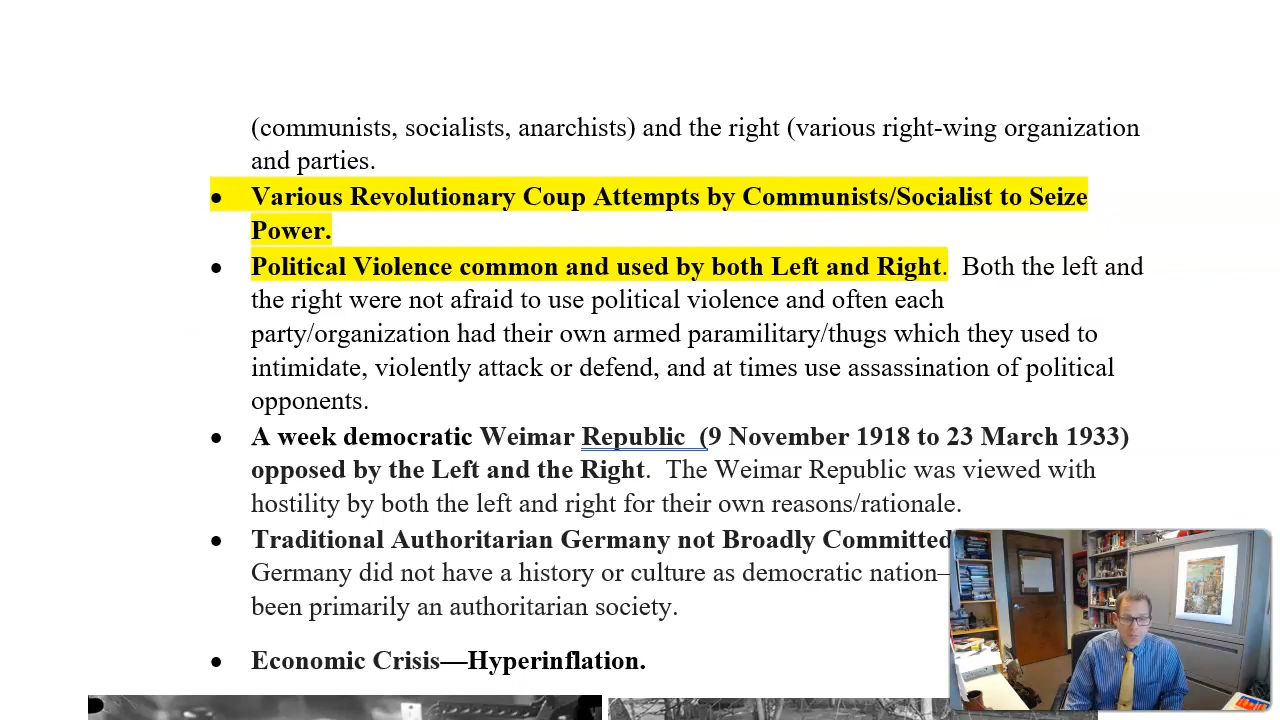 (communists, socialists, anarchists) and the right (various right-wing organization
and parties.
• Various Revolutionary Coup Attempts by Communists/Socialist to Seize
Power.
• Political Violence common and used by both Left and Right. Both the left and
the right were not afraid to use political violence and often each
party/organization had their own armed paramilitary/thugs which they used to
intimidate, violently attack or defend, and at times use assassination of political
opponents.
• A week democratic Weimar Republic (9 November 1918 to 23 March 1933)
opposed by the Left and the Right. The Weimar Republic was viewed with
hostility by both the left and right for their own reasons/rationale.
• Traditional Authoritarian Germany not Broadly Committed
Germany did not have a history or culture as democratic nation–
been primarily an authoritarian society.
• Economic Crisis—Hyperinflation.